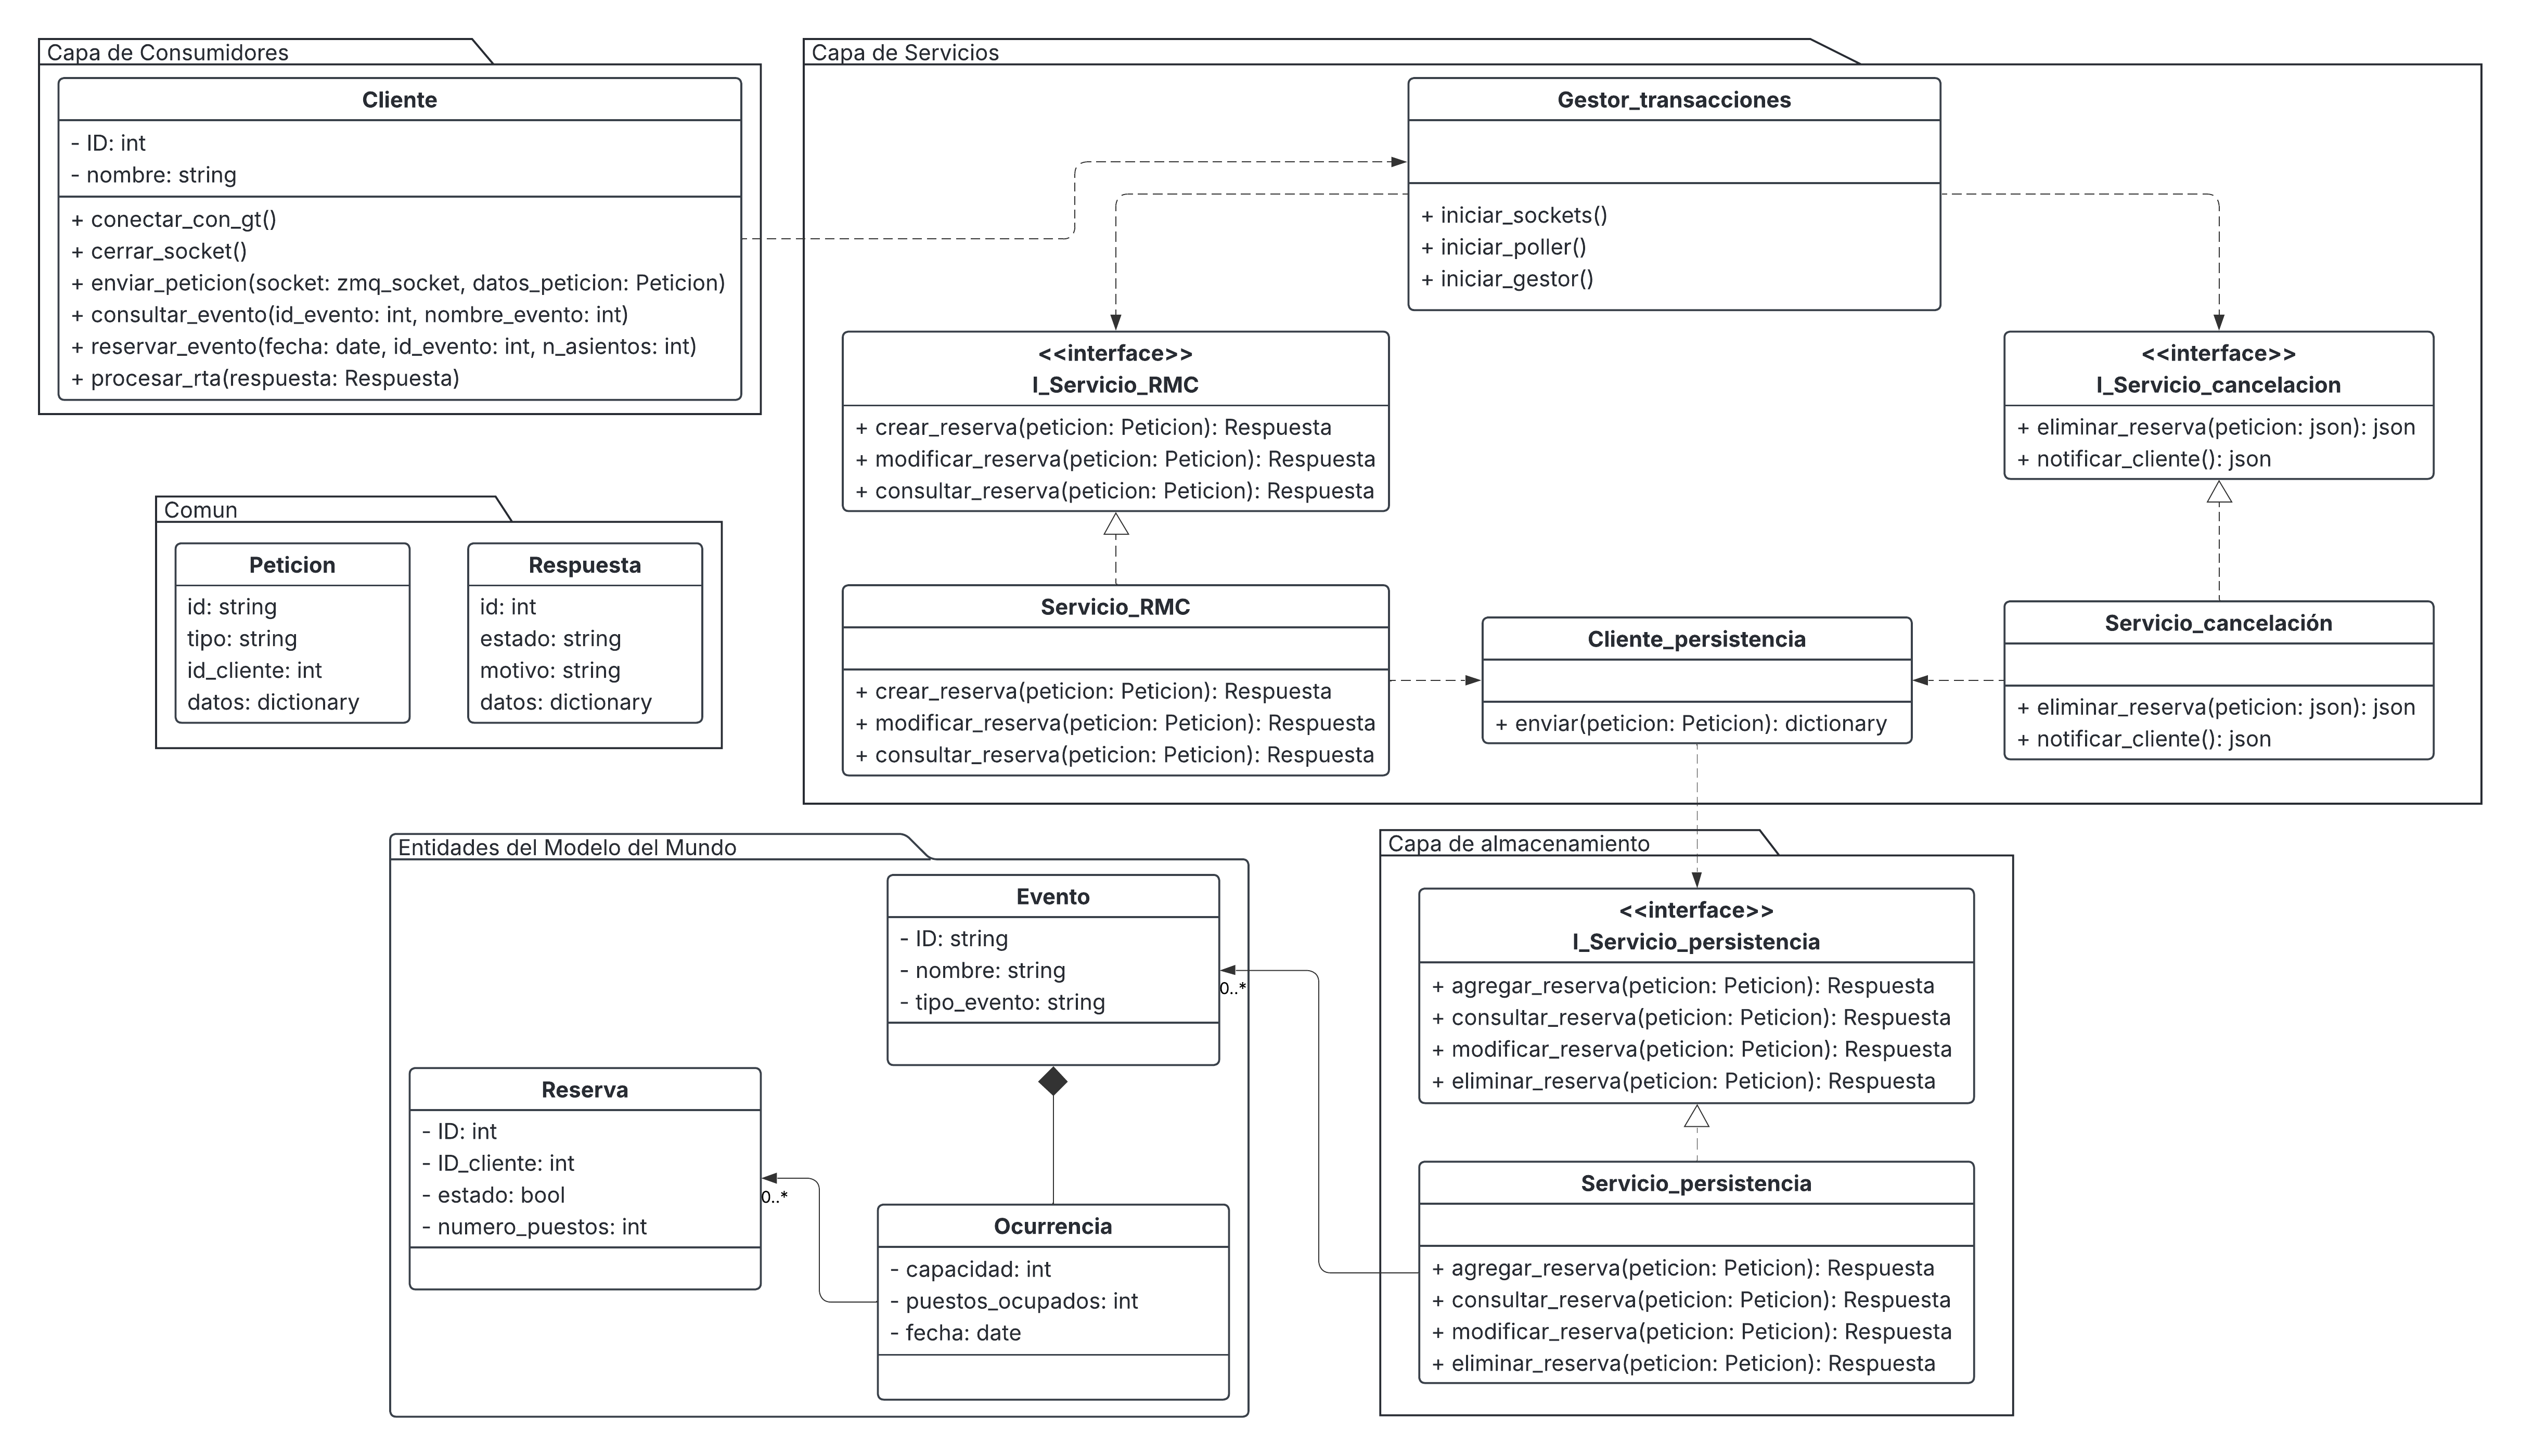 Capa de Consumidores
Cliente
- ID: int
- nombre: string
+ conectar_con_gt()
+ cerrar_socket()
+ enviar_peticion(socket: zmq_socket, datos_peticion: Peticion)
+ consultar_evento(id_evento: int, nombre_evento: int)
+ reservar_evento(fecha: date, id_evento: int, n_asientos: int)
+ procesar_rta(respuesta: Respuesta)
Capa de Servicios
Gestor_transacciones
+ iniciar_sockets()
+ iniciar_poller()
+ iniciar_gestor()
<<interface>>
I_Servicio_RMC
+ crear_reserva(peticion: Peticion): Respuesta
+ modificar_reserva(peticion: Peticion): Respuesta
+ consultar_reserva(peticion: Peticion): Respuesta
<<interface>>
I_Servicio_cancelacion
+ eliminar_reserva(peticion: json): json
+ notificar_cliente(): json
Servicio_RMC
+ crear_reserva(peticion: Peticion): Respuesta
+ modificar_reserva(peticion: Peticion): Respuesta
+ consultar_reserva(peticion: Peticion): Respuesta
Cliente_persistencia
+ enviar(peticion: Peticion): dictionary
Servicio_cancelación
+ eliminar_reserva(peticion: json): json
+ notificar_cliente(): json
Comun
Peticion
id: string
tipo: string
id_cliente: int
datos: dictionary
Respuesta
id: int
estado: string
motivo: string
datos: dictionary
Entidades del Modelo del Mundo
Evento
- ID: string
- nombre: string
- tipo_evento: string
0..*
Reserva
- ID: int
- ID_cliente: int
- estado: bool
- numero_puestos: int
0..*
Ocurrencia
- capacidad: int
- puestos_ocupados: int
- fecha: date
Capa de almacenamiento
<<interface>>
I_Servicio_persistencia
+ agregar_reserva(peticion: Peticion): Respuesta
+ consultar_reserva(peticion: Peticion): Respuesta
+ modificar_reserva(peticion: Peticion): Respuesta
+ eliminar_reserva(peticion: Peticion): Respuesta
Servicio_persistencia
+ agregar_reserva(peticion: Peticion): Respuesta
+ consultar_reserva(peticion: Peticion): Respuesta
+ modificar_reserva(peticion: Peticion): Respuesta
+ eliminar_reserva(peticion: Peticion): Respuesta